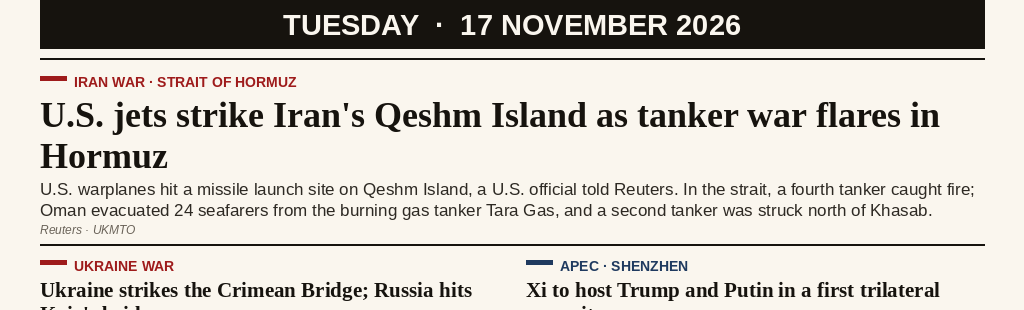 TUESDAY · 17 NOVEMBER 2026
IRAN WAR · STRAIT OF HORMUZ
U.S. jets strike Iran's Qeshm Island as tanker war flares in
Hormuz
U.S. warplanes hit a missile launch site on Qeshm Island, a U.S. official told Reuters. In the strait, a fourth tanker caught fire;
Oman evacuated 24 seafarers from the burning gas tanker Tara Gas, and a second tanker was struck north of Khasab.
Reuters · UKMTO
UKRAINE WAR
Ukraine strikes the Crimean Bridge; Russia hits
APEC · SHENZHEN
Xi to host Trump and Putin in a first trilateral